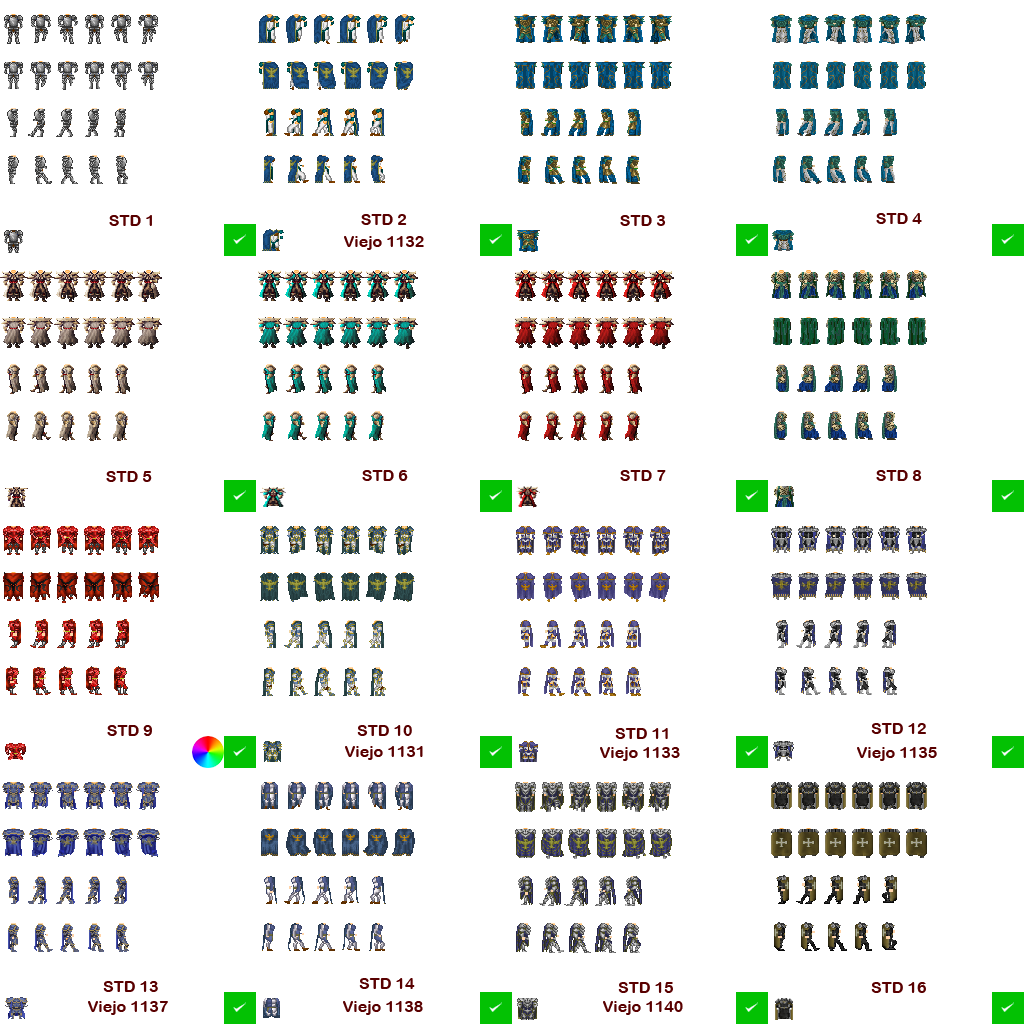 STD 1
STD 2
Viejo 1132
STD 3
STD 4
STD 5
STD 6
STD 7
STD 8
STD 9
STD 10
Viejo 1131
STD 11
Viejo 1133
STD 12
Viejo 1135
STD 13
Viejo 1137
STD 14
Viejo 1138
STD 15
Viejo 1140
STD 16